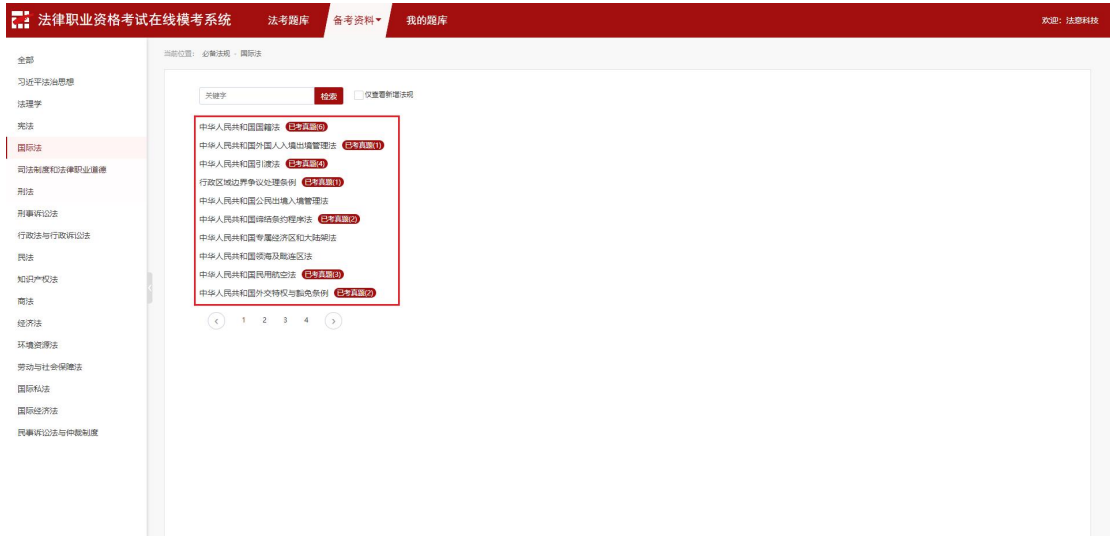 法律职业资格考试在线模考系统 法考题库 备考资料 我的题库 欢迎：法意科技
当前位置： 必备法规 - 国际法
全部
习近平法治思想
法理学
宪法
国际法
司法制度和法律职业道德
刑法
刑事诉讼法
行政法与行政诉讼法
民法
知识产权法
商法
经济法
环境资源法
劳动与社会保障法
国际私法
国际经济法
民事诉讼法与仲裁制度
关键字 检索 仅查看新增法规
中华人民共和国国籍法 已考真题(6)
中华人民共和国外国人入境出境管理法 已考真题(1)
中华人民共和国引渡法 已考真题(4)
行政区域边界争议处理条例 已考真题(1)
中华人民共和国公民出境入境管理法
中华人民共和国缔结条约程序法 已考真题(2)
中华人民共和国专属经济区和大陆架法
中华人民共和国领海及毗连区法
中华人民共和国民用航空法 已考真题(3)
中华人民共和国外交特权与豁免条例 已考真题(2)
1 2 3 4